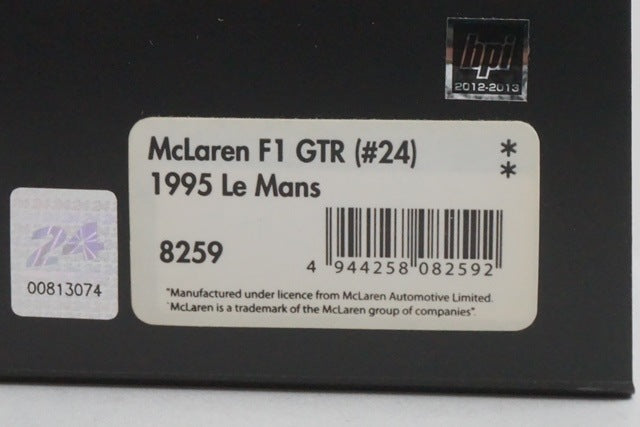 hpi
2012-2013
McLaren F1 GTR (#24)
1995 Le Mans
**
8259
4 944258 082592
"Manufactured under licence from McLaren Automotive Limited.
"McLaren is a trademark of the McLaren group of companies".
24
00813074